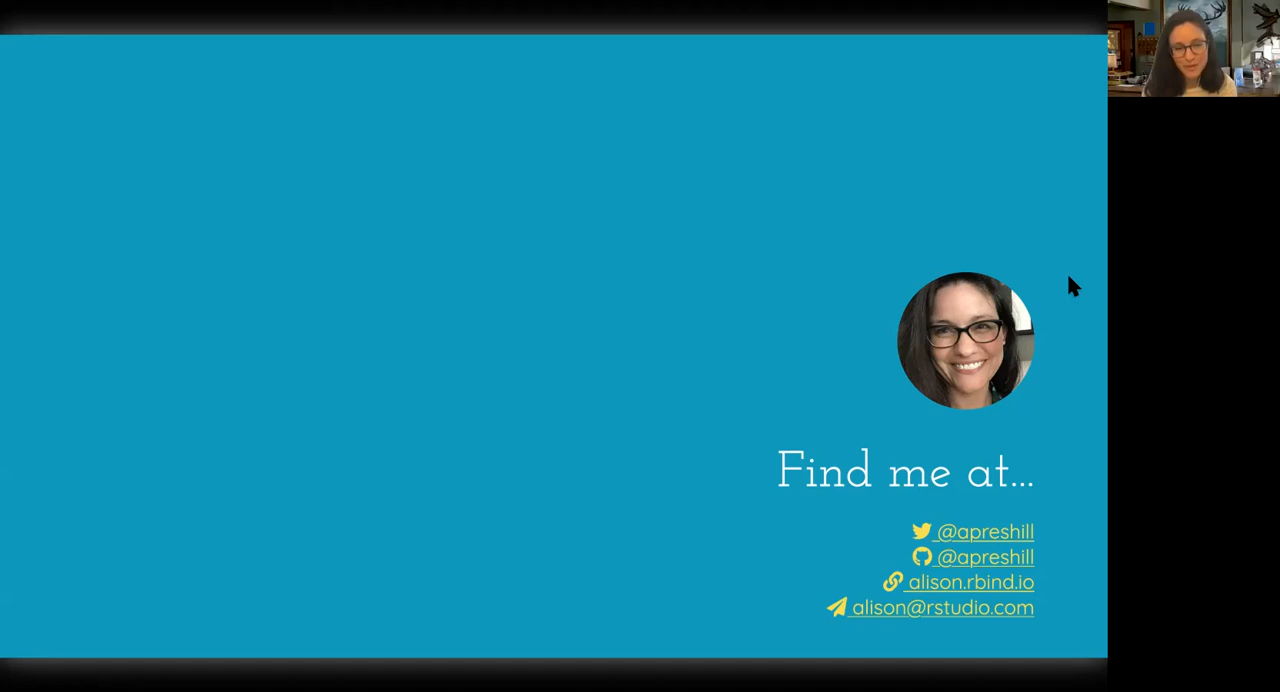 Find me at...
@apreshill
@apreshill
alison.rbind.io
alison@rstudio.com